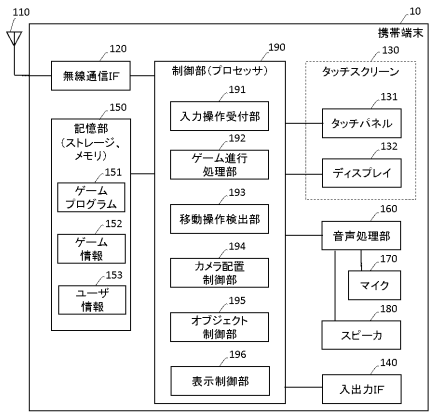 110
10
携帯端末
120
無線通信IF
150
記憶部
(ストレージ、
メモリ)
151
ゲーム
プログラム
152
ゲーム
情報
153
ユーザ
情報
190
制御部(プロセッサ)
191
入力操作受付部
192
ゲーム進行
処理部
193
移動操作検出部
194
カメラ配置
制御部
195
オブジェクト
制御部
196
表示制御部
130
タッチスクリーン
131
タッチパネル
132
ディスプレイ
160
音声処理部
170
マイク
180
スピーカ
140
入出力IF